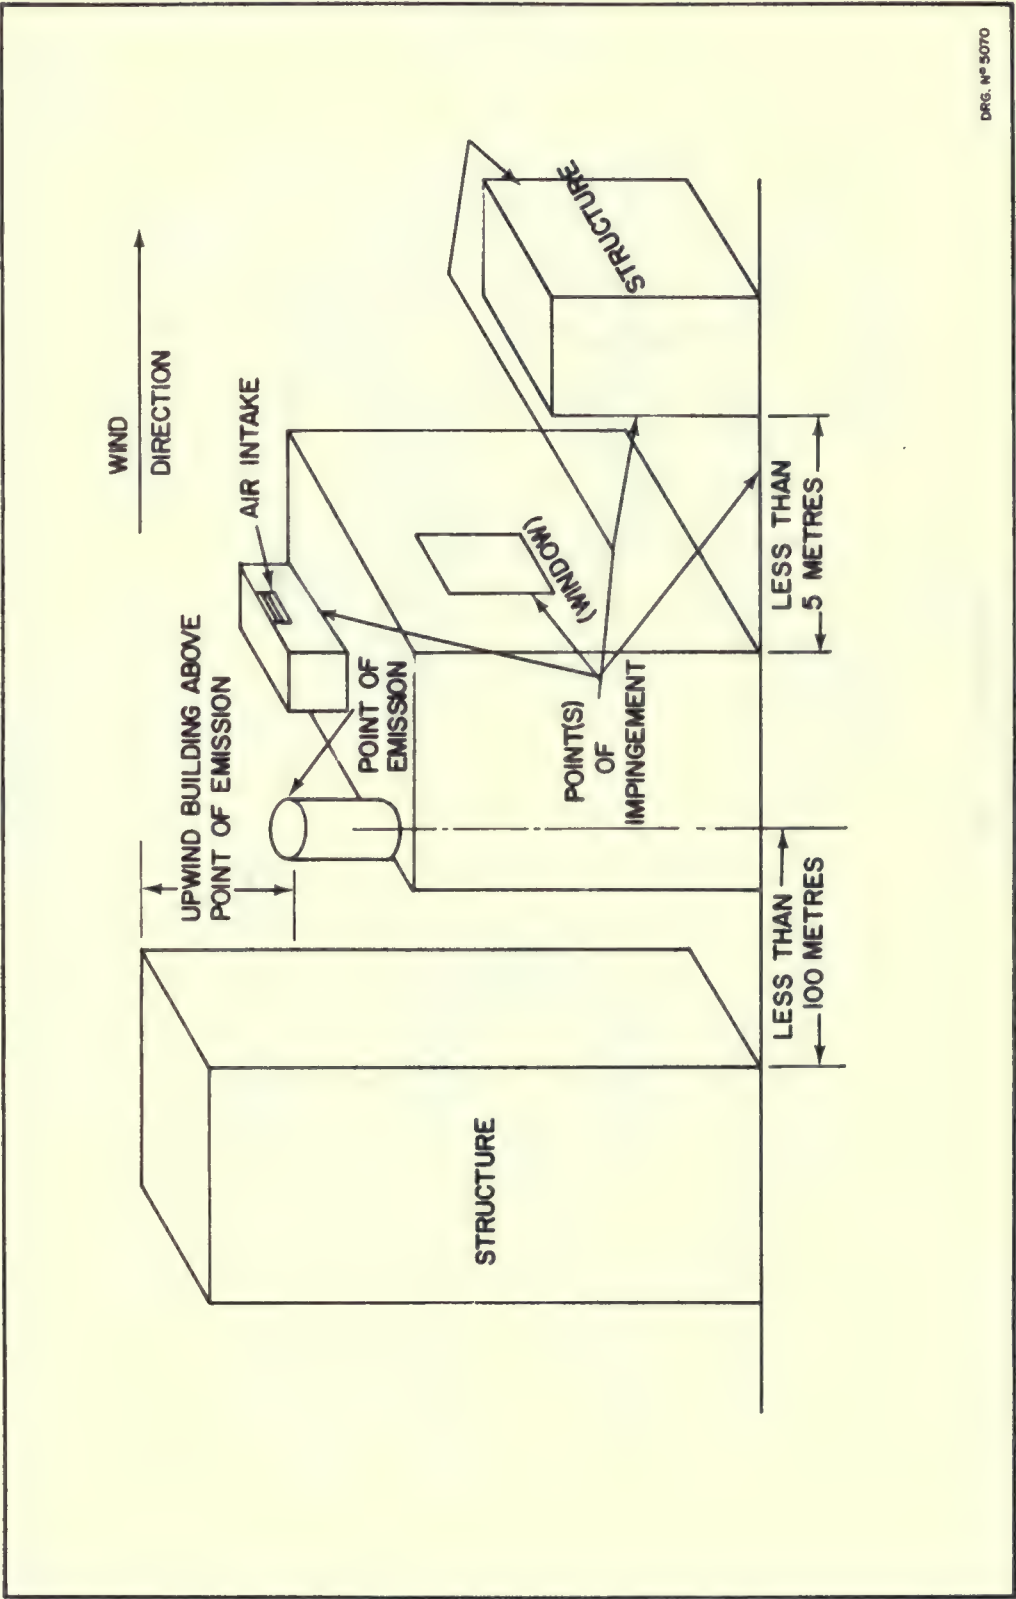 WIND
DIRECTION
AIR INTAKE
UPWIND BUILDING ABOVE
POINT OF EMISSION
POINT OF
EMISSION
(WINDOW)
STRUCTURE
POINT(S)
OF
IMPINGEMENT
STRUCTURE
LESS THAN
100 METRES
LESS THAN
5 METRES
DRG. Nº 5070